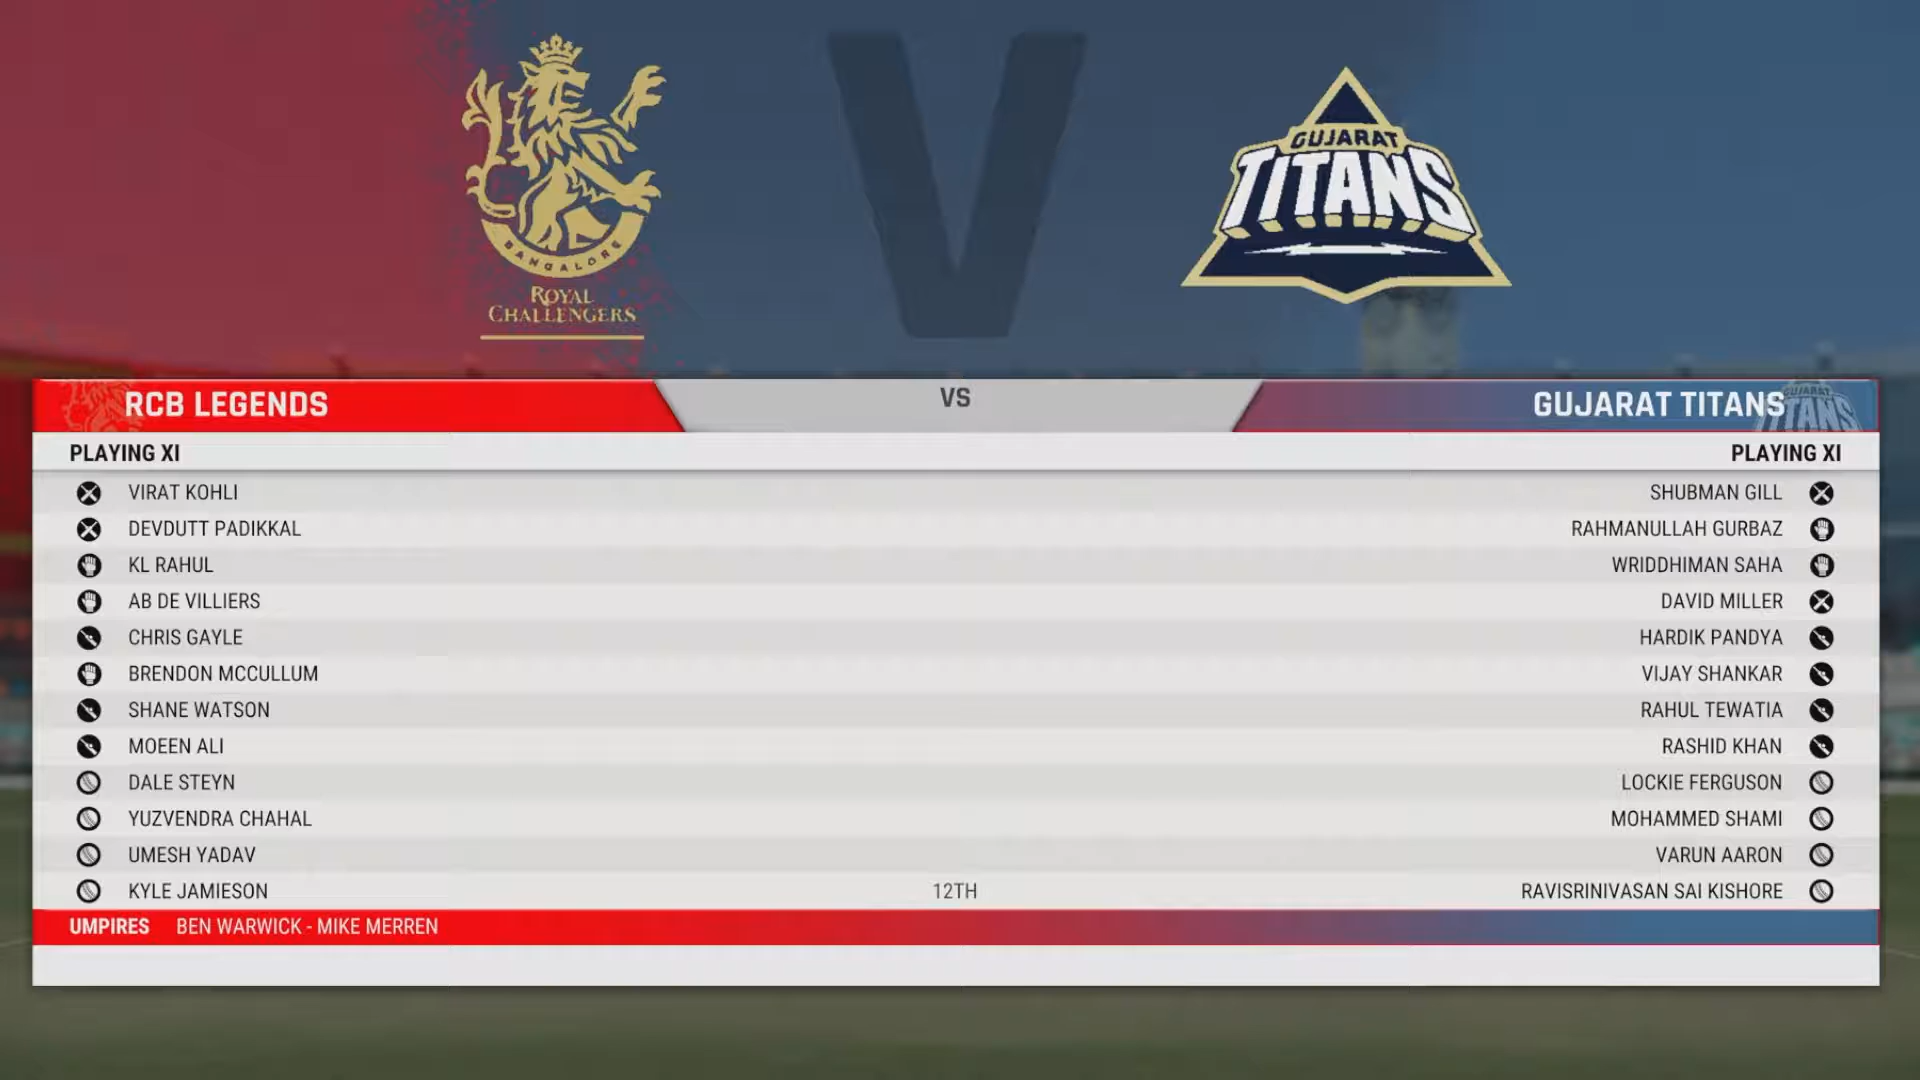 BANGALORE
ROYAL
CHALLENGERS
V
GUJARAT
TITANS
RCB LEGENDS VS GUJARAT TITANS
PLAYING XI PLAYING XI
VIRAT KOHLI SHUBMAN GILL
DEVDUTT PADIKKAL RAHMANULLAH GURBAZ
KL RAHUL WRIDDHIMAN SAHA
AB DE VILLIERS DAVID MILLER
CHRIS GAYLE HARDIK PANDYA
BRENDON MCCULLUM VIJAY SHANKAR
SHANE WATSON RAHUL TEWATIA
MOEEN ALI RASHID KHAN
DALE STEYN LOCKIE FERGUSON
YUZVENDRA CHAHAL MOHAMMED SHAMI
UMESH YADAV VARUN AARON
KYLE JAMIESON 12TH RAVISRINIVASAN SAI KISHORE
UMPIRES BEN WARWICK - MIKE MERREN